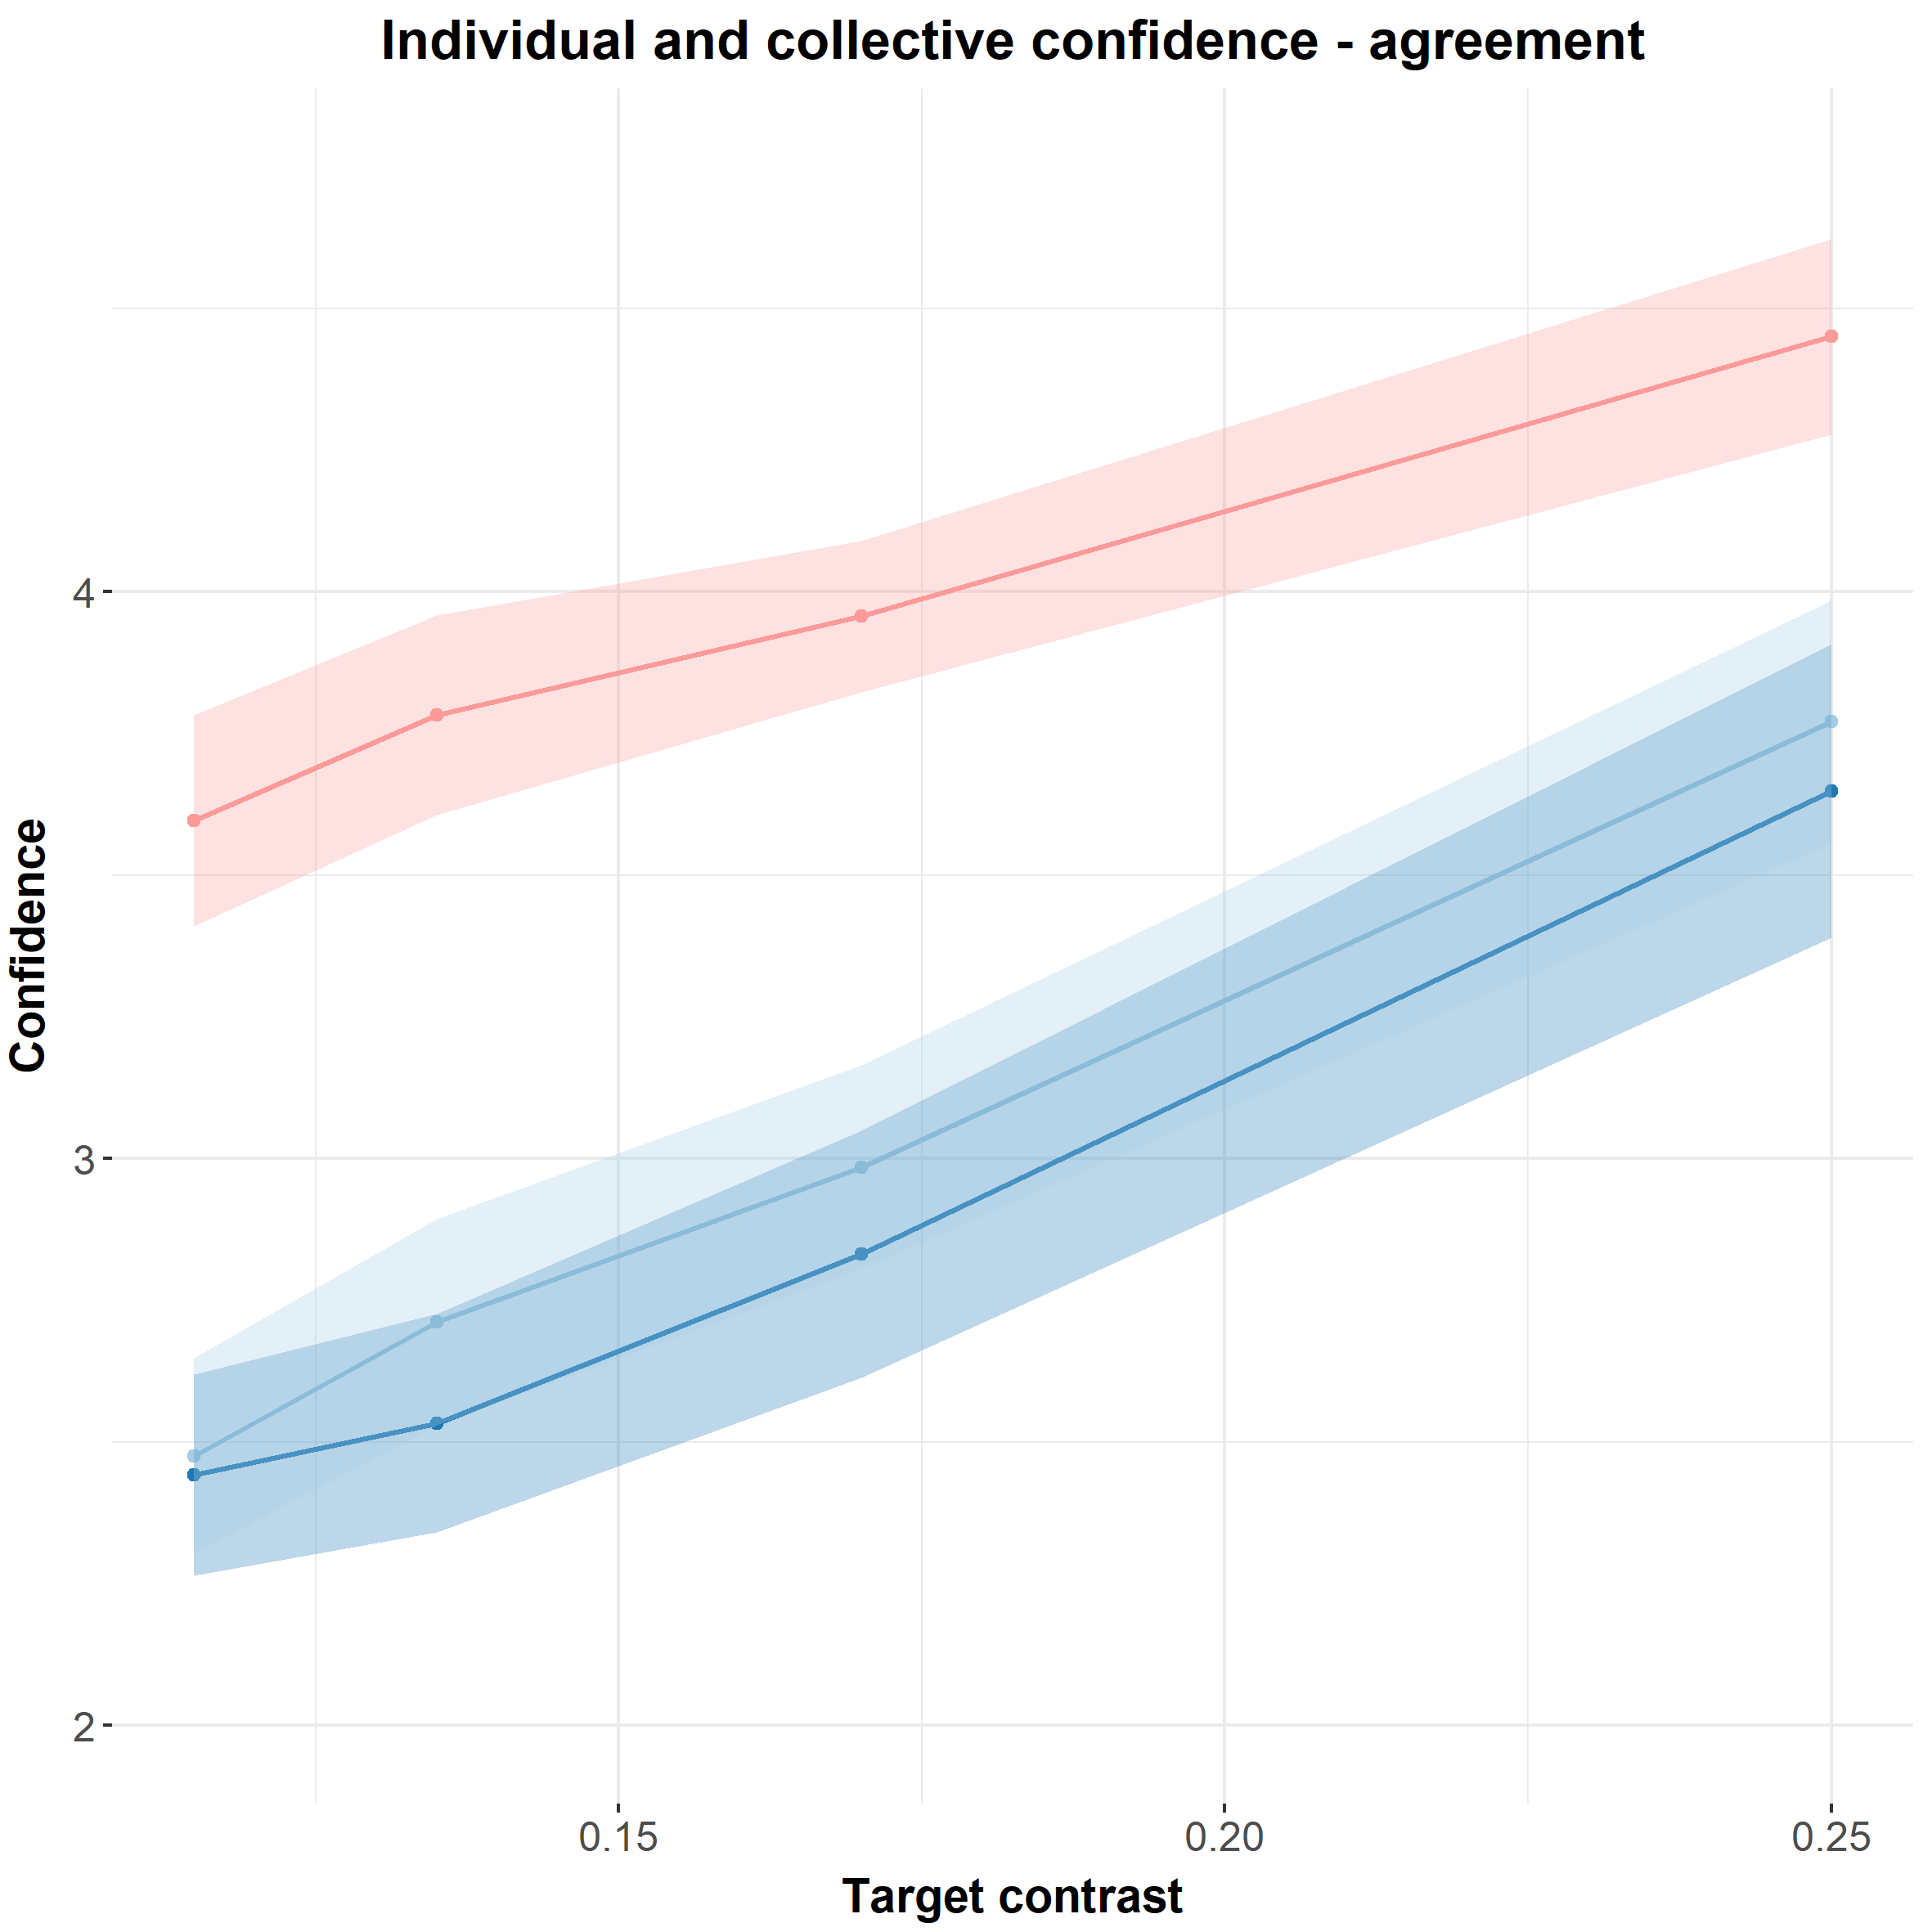 Individual and collective confidence - agreement
Confidence
4
3
2
0.15
0.20
0.25
Target contrast